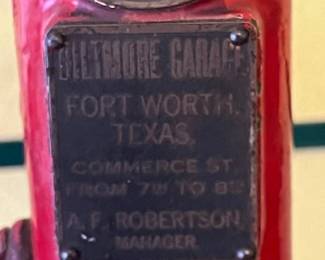 BILTMORE GARAGE
FORT WORTH,
TEXAS.
COMMERCE ST.
FROM 7TH TO 8TH
A. F. ROBERTSON
MANAGER